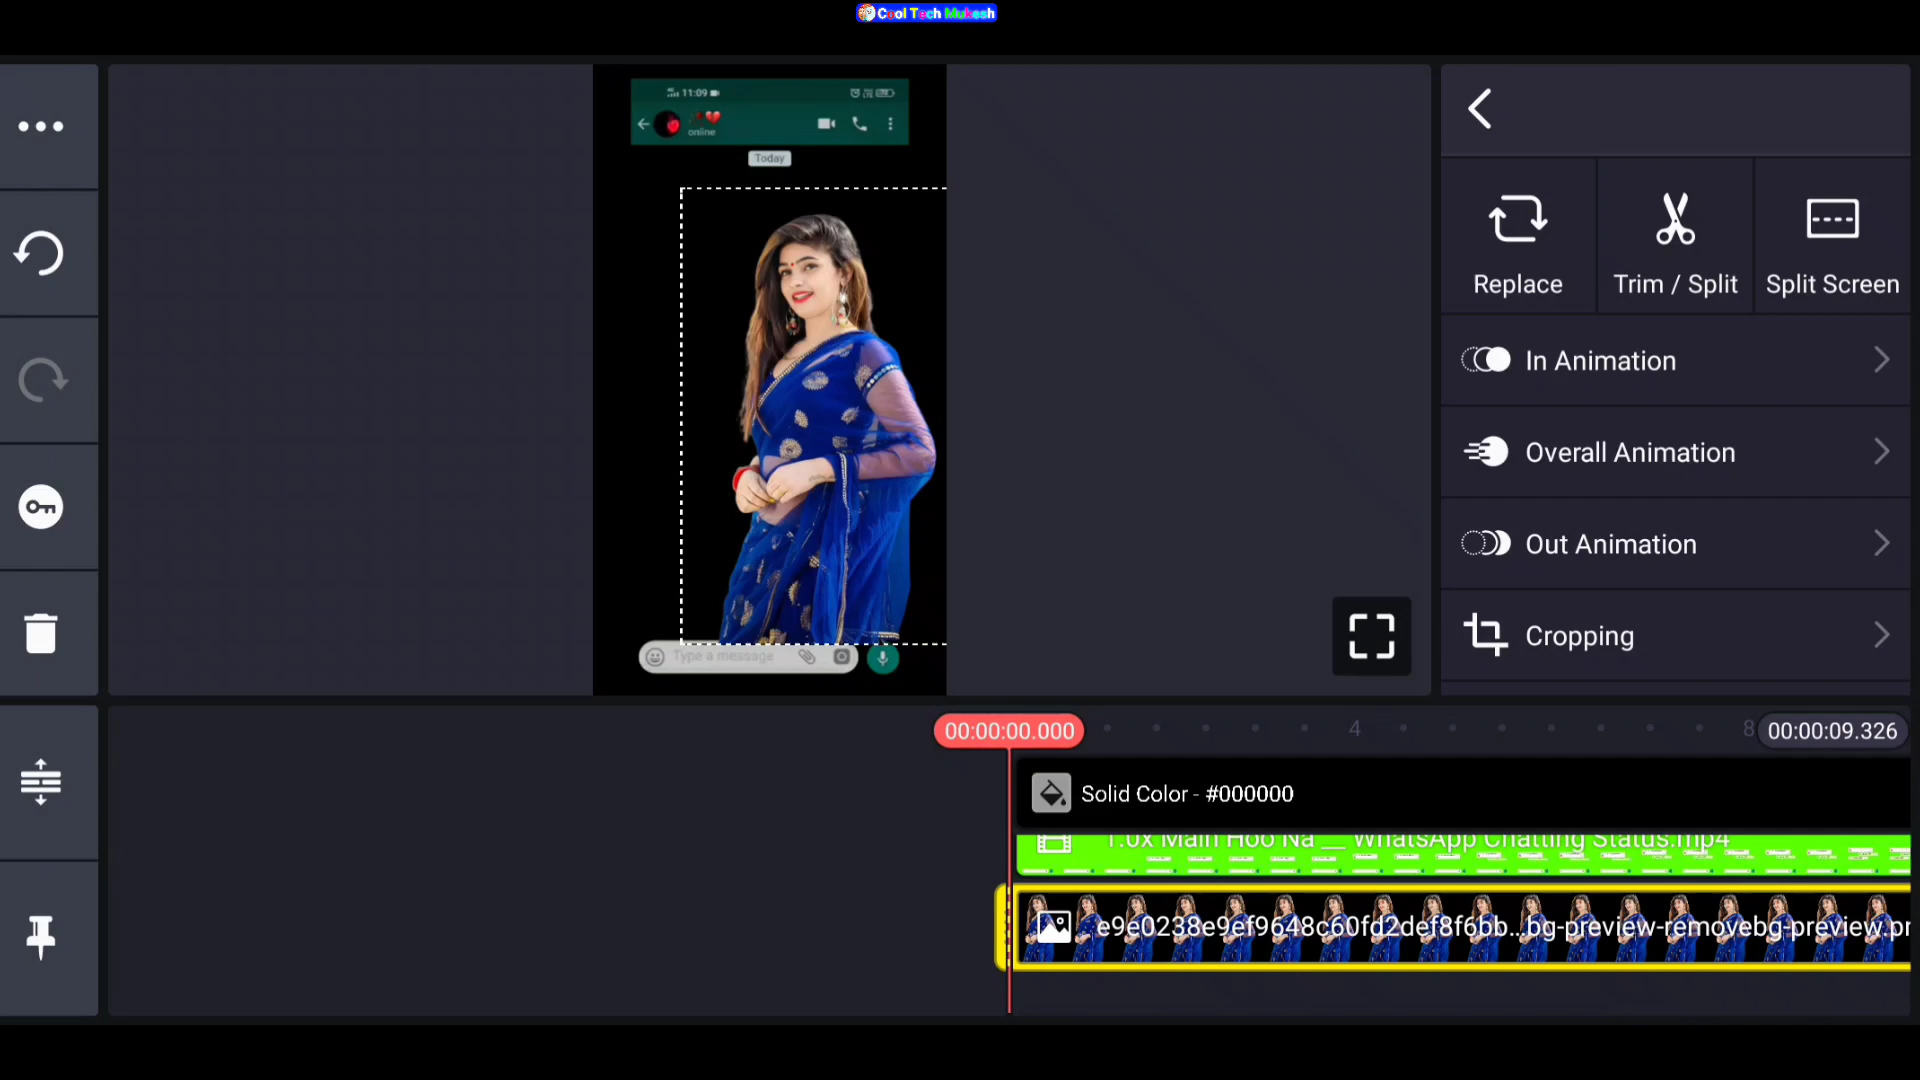 Cool Tech Mukesh
11:09
online
Today
Type a message
Replace
Trim / Split
Split Screen
In Animation
Overall Animation
Out Animation
Cropping
00:00:00.000
4
8
00:00:09.326
Solid Color - #000000
1.0x Main Hoo Na __ WhatsApp Chatting Status.mp4
e9e0238e9ef9648c60fd2def8f6bb...bg-preview-removebg-preview.pr